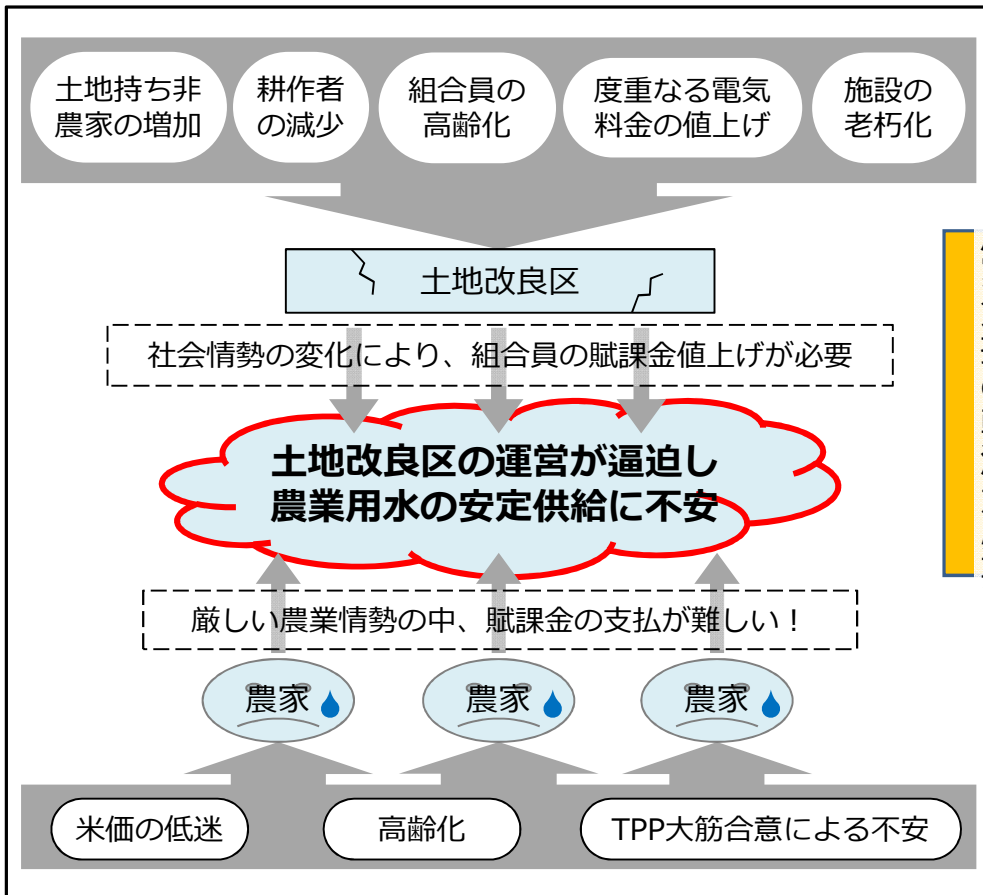 土地持ち非
農家の増加
耕作者
の減少
組合員の
高齢化
度重なる電気
料金の値上げ
施設の
老朽化
土地改良区
社会情勢の変化により、組合員の賦課金値上げが必要
土地改良区の運営が逼迫し
農業用水の安定供給に不安
厳しい農業情勢の中、賦課金の支払が難しい！
農家
農家
農家
米価の低迷
高齢化
TPP大筋合意による不安